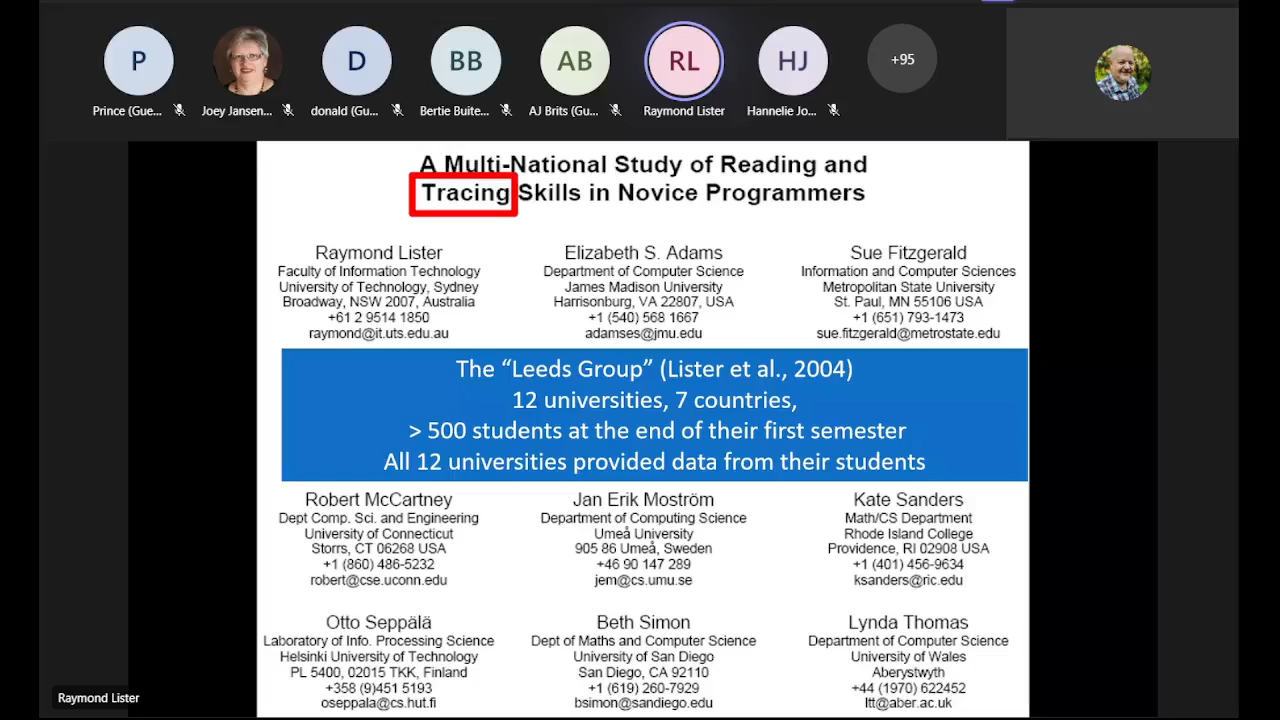 P
D
BB
AB
RL
HJ
+95
Prince (Gue...
Joey Jansen...
donald (Gu...
Bertie Buite...
AJ Brits (Gu...
Raymond Lister
Hannelie Jo...
A Multi-National Study of Reading and
Tracing Skills in Novice Programmers
Raymond Lister
Faculty of Information Technology
University of Technology, Sydney
Broadway, NSW 2007, Australia
+61 2 9514 1850
raymond@it.uts.edu.au
Elizabeth S. Adams
Department of Computer Science
James Madison University
Harrisonburg, VA 22807, USA
+1 (540) 568 1667
adamses@jmu.edu
Sue Fitzgerald
Information and Computer Sciences
Metropolitan State University
St. Paul, MN 55106 USA
+1 (651) 793-1473
sue.fitzgerald@metrostate.edu
The “Leeds Group” (Lister et al., 2004)
12 universities, 7 countries,
> 500 students at the end of their first semester
All 12 universities provided data from their students
Robert McCartney
Dept Comp. Sci. and Engineering
University of Connecticut
Storrs, CT 06268 USA
+1 (860) 486-5232
robert@cse.uconn.edu
Jan Erik Moström
Department of Computing Science
Umeå University
905 86 Umeå, Sweden
+46 90 147 289
jem@cs.umu.se
Kate Sanders
Math/CS Department
Rhode Island College
Providence, RI 02908 USA
+1 (401) 456-9634
ksanders@ric.edu
Otto Seppälä
Laboratory of Info. Processing Science
Helsinki University of Technology
PL 5400, 02015 TKK, Finland
+358 (9)451 5193
oseppala@cs.hut.fi
Beth Simon
Dept of Maths and Computer Science
University of San Diego
San Diego, CA 92110
+1 (619) 260-7929
bsimon@sandiego.edu
Lynda Thomas
Department of Computer Science
University of Wales
Aberystwyth
+44 (1970) 622452
ltt@aber.ac.uk
Raymond Lister